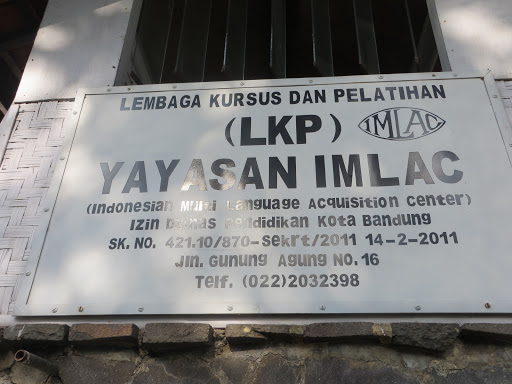 LEMBAGA KURSUS DAN PELATIHAN
(LKP) IMLAC
YAYASAN IMLAC
(Indonesian Multi Language Acquisition Center)
Izin Dinas Pendidikan Kota Bandung
SK. NO. 421.10/870-Sekrt/2011 14-2-2011
Jln. Gunung Agung NO. 16
Telf. (022)2032398